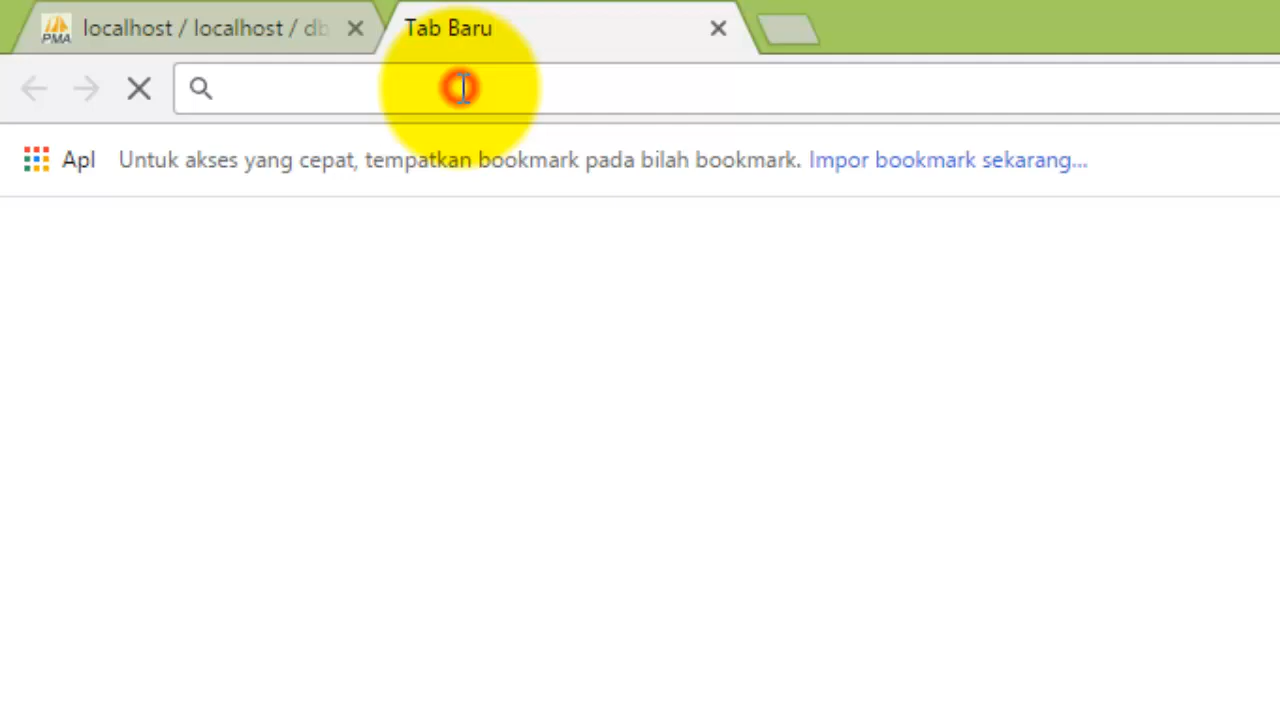 PMA localhost / localhost / db
Tab Baru
Apl Untuk akses yang cepat, tempatkan bookmark pada bilah bookmark. Impor bookmark sekarang...